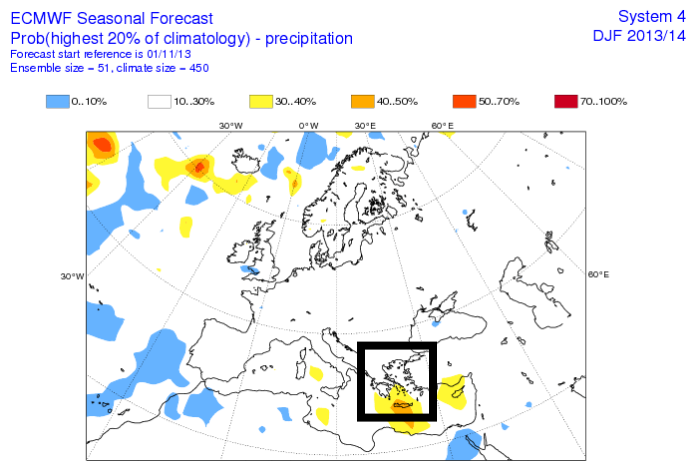 ECMWF Seasonal Forecast
System 4
Prob(highest 20% of climatology) - precipitation
DJF 2013/14
Forecast start reference is 01/11/13
Ensemble size = 51, climate size = 450
0..10%
10..30%
30..40%
40..50%
50..70%
70..100%
30°W
0°W
30°E
60°E
30°W
60°E